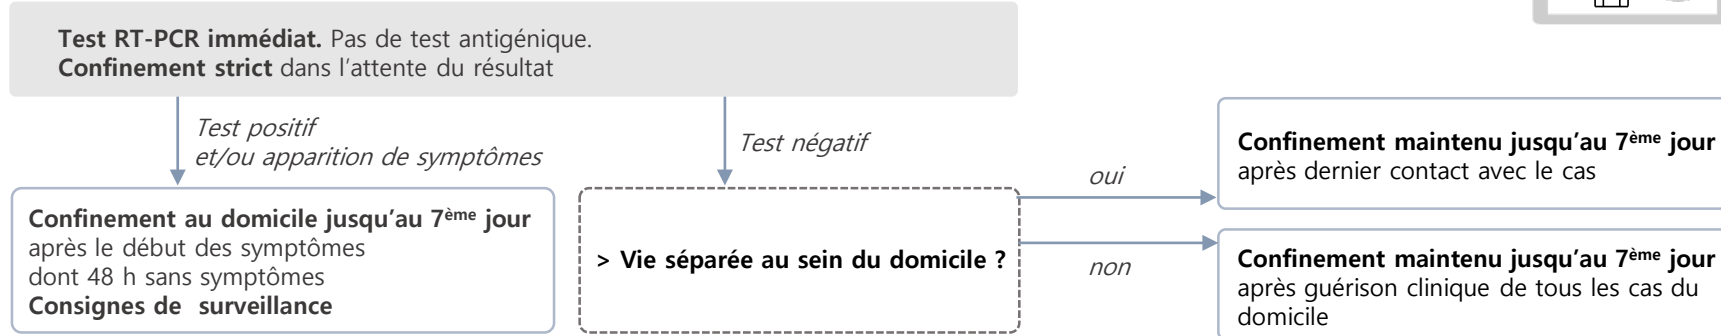 Test RT-PCR immédiat. Pas de test antigénique.
Confinement strict dans l'attente du résultat
Test positif
et/ou apparition de symptômes
Test négatif
Confinement au domicile jusqu'au 7ème jour
après le début des symptômes
dont 48 h sans symptômes
Consignes de surveillance
> Vie séparée au sein du domicile ?
oui
non
Confinement maintenu jusqu'au 7ème jour
après dernier contact avec le cas
Confinement maintenu jusqu'au 7ème jour
après guérison clinique de tous les cas du
domicile